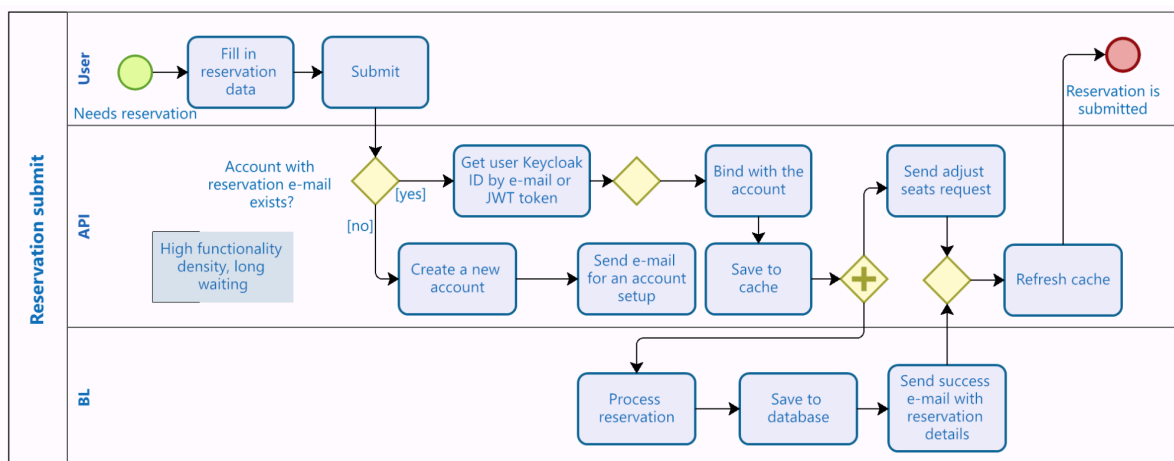 Reservation submit
User
Needs reservation
Fill in
reservation
data
Submit
Reservation is
submitted
API
Account with
reservation e-mail
exists?
[yes]
[no]
High functionality
density, long
waiting
Get user Keycloak
ID by e-mail or
JWT token
Bind with the
account
Send adjust
seats request
Create a new
account
Send e-mail
for an account
setup
Save to
cache
Refresh cache
BL
Process
reservation
Save to
database
Send success
e-mail with
reservation
details